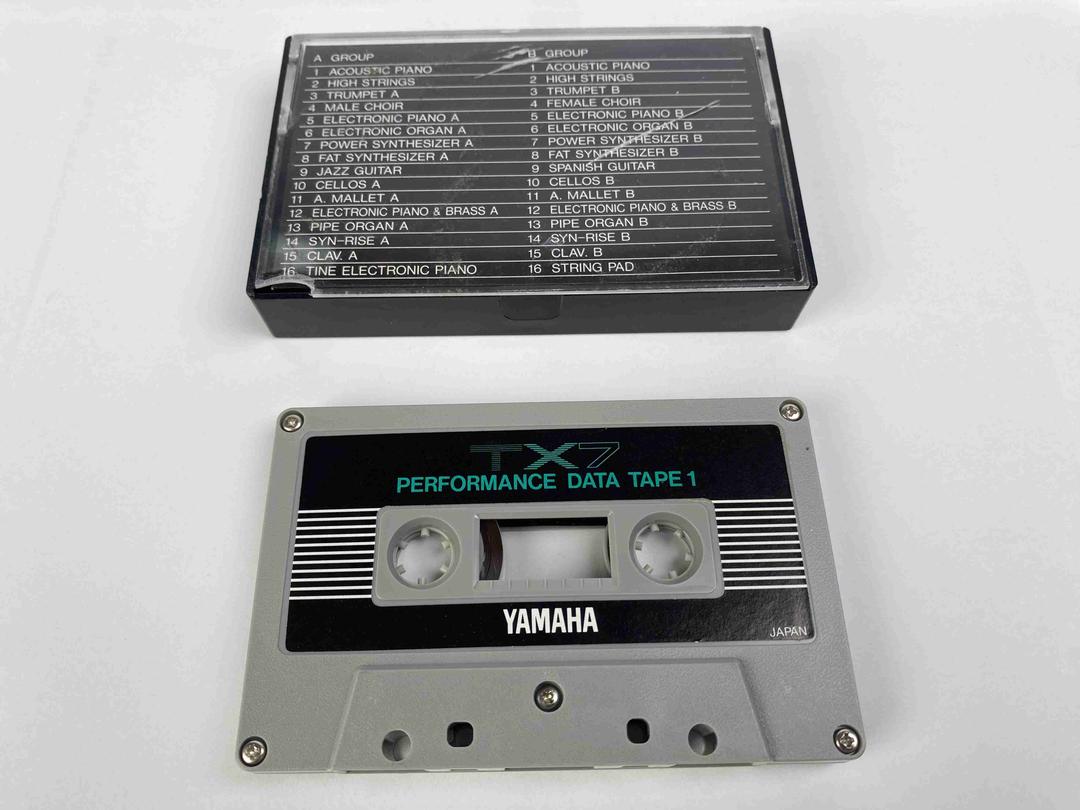 A GROUP
1 ACOUSTIC PIANO
2 HIGH STRINGS
3 TRUMPET A
4 MALE CHOIR
5 ELECTRONIC PIANO A
6 ELECTRONIC ORGAN A
7 POWER SYNTHESIZER A
8 FAT SYNTHESIZER A
9 JAZZ GUITAR
10 CELLOS A
11 A. MALLET A
12 ELECTRONIC PIANO & BRASS A
13 PIPE ORGAN A
14 SYN-RISE A
15 CLAV. A
16 TINE ELECTRONIC PIANO
B GROUP
1 ACOUSTIC PIANO
2 HIGH STRINGS
3 TRUMPET B
4 FEMALE CHOIR
5 ELECTRONIC PIANO B
6 ELECTRONIC ORGAN B
7 POWER SYNTHESIZER B
8 FAT SYNTHESIZER B
9 SPANISH GUITAR
10 CELLOS B
11 A. MALLET B
12 ELECTRONIC PIANO & BRASS B
13 PIPE ORGAN B
14 SYN-RISE B
15 CLAV. B
16 STRING PAD
TX7
PERFORMANCE DATA TAPE 1
YAMAHA
JAPAN